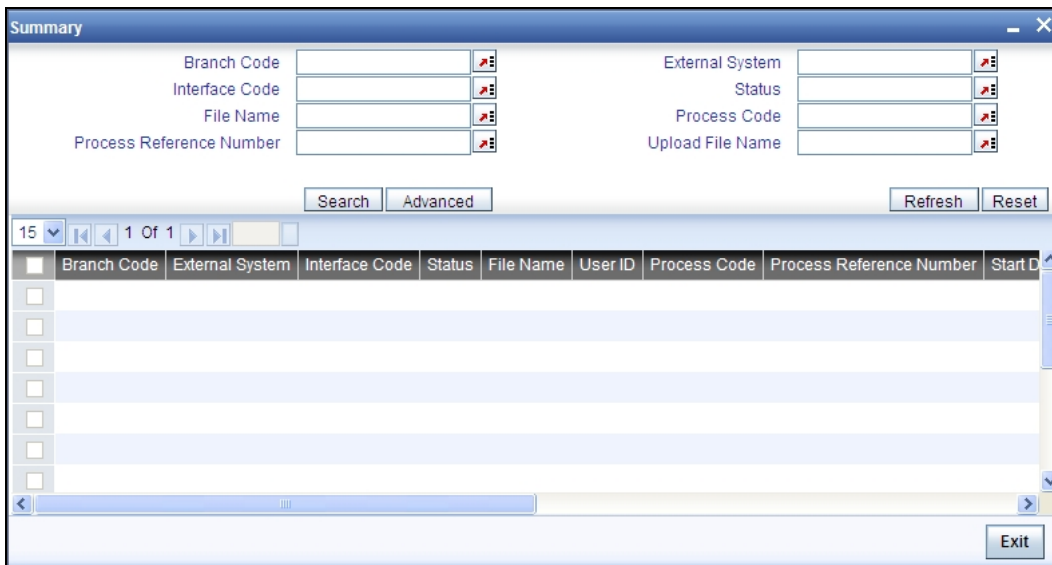 Summary
Branch Code External System
Interface Code Status
File Name Process Code
Process Reference Number Upload File Name
Search Advanced Refresh Reset
15 1 Of 1
Branch Code External System Interface Code Status File Name User ID Process Code Process Reference Number Start D
Exit